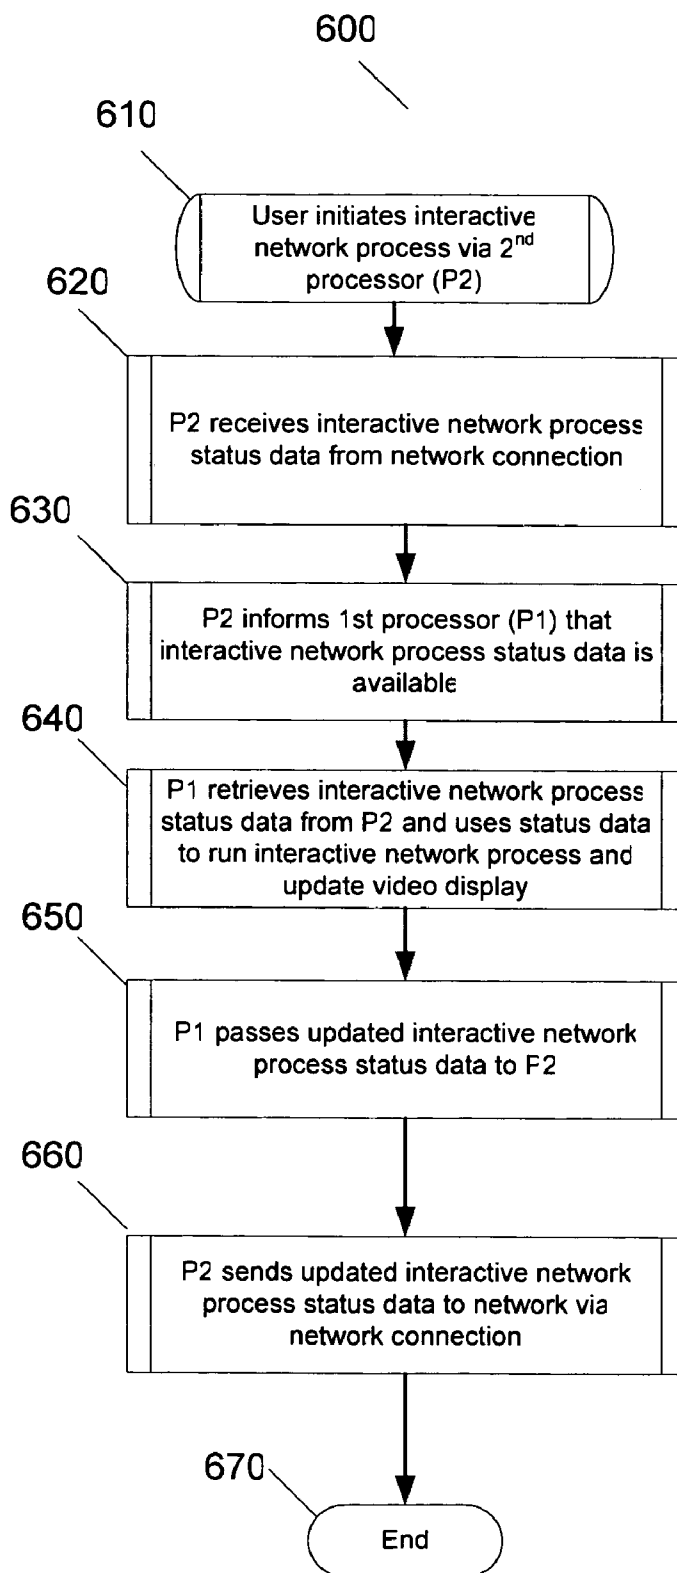 600
610
User initiates interactive
network process via 2nd
processor (P2)
620
P2 receives interactive network process
status data from network connection
630
P2 informs 1st processor (P1) that
interactive network process status data is
available
640
P1 retrieves interactive network process
status data from P2 and uses status data
to run interactive network process and
update video display
650
P1 passes updated interactive network
process status data to P2
660
P2 sends updated interactive network
process status data to network via
network connection
670
End